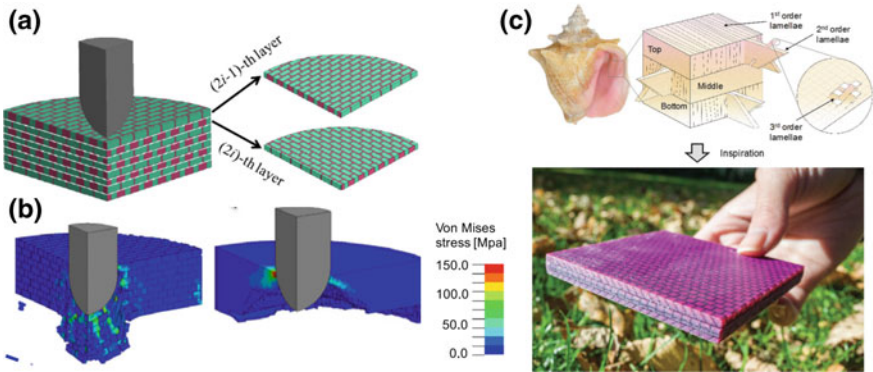 (a)
(2i-1)-th layer
(2i)-th layer
(b)
Von Mises
stress [Mpa]
150.0
100.0
50.0
0.0
(c)
1st order
lamellae
2nd order
lamellae
Top
Middle
Bottom
3rd order
lamellae
Inspiration